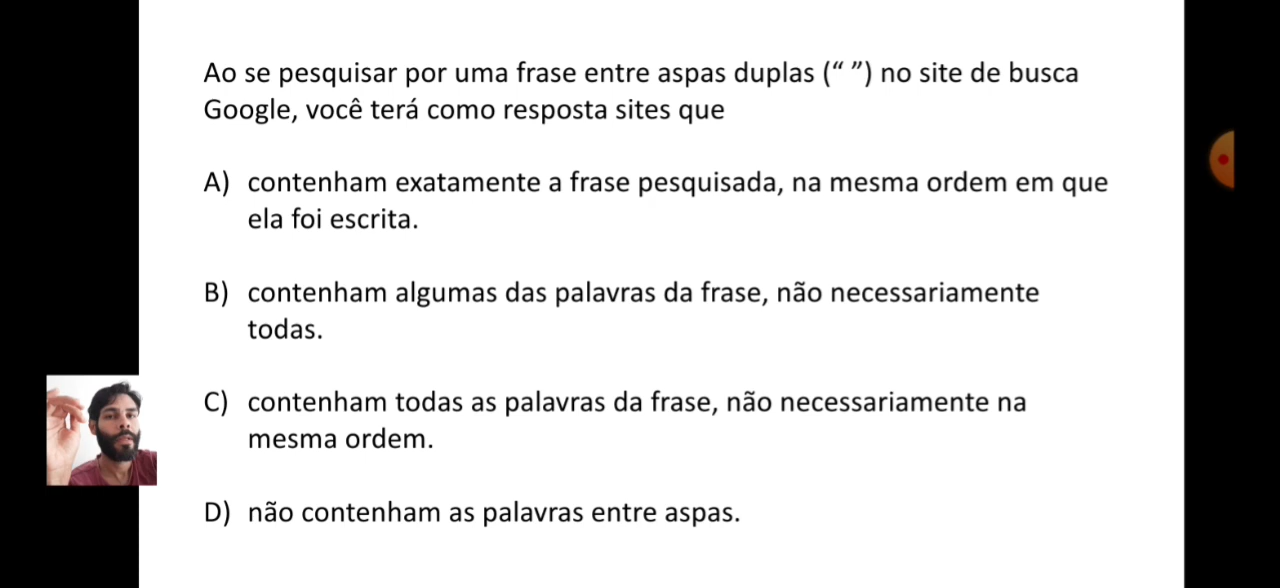 Ao se pesquisar por uma frase entre aspas duplas (“ ”) no site de busca
Google, você terá como resposta sites que
A) contenham exatamente a frase pesquisada, na mesma ordem em que
ela foi escrita.
B) contenham algumas das palavras da frase, não necessariamente
todas.
C) contenham todas as palavras da frase, não necessariamente na
mesma ordem.
D) não contenham as palavras entre aspas.